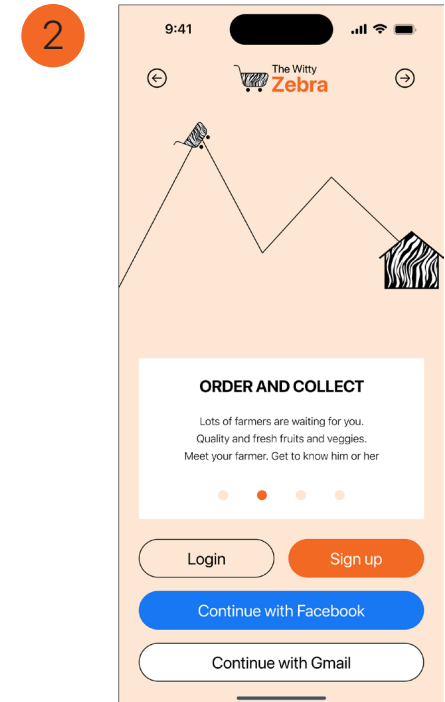 2
9:41
The Witty
Zebra
ORDER AND COLLECT
Lots of farmers are waiting for you.
Quality and fresh fruits and veggies.
Meet your farmer. Get to know him or her
Login
Sign up
Continue with Facebook
Continue with Gmail